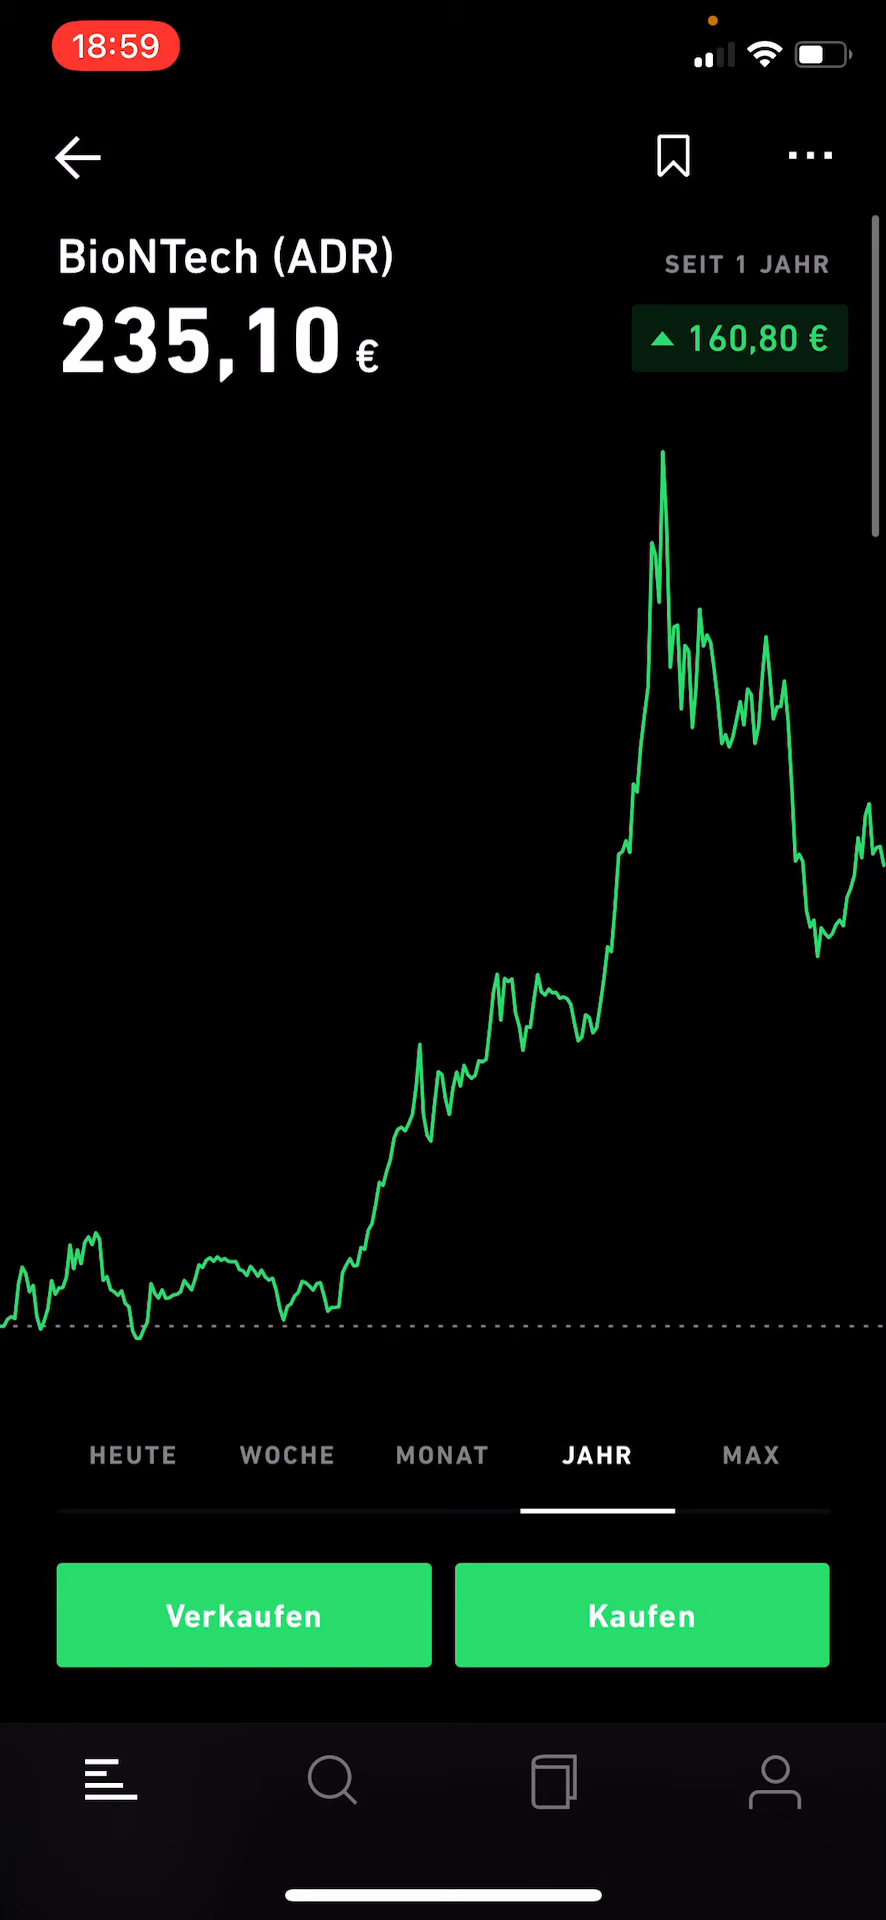 18:59
BioNTech (ADR)
SEIT 1 JAHR
235,10 €
160,80 €
HEUTE WOCHE MONAT JAHR MAX
Verkaufen Kaufen